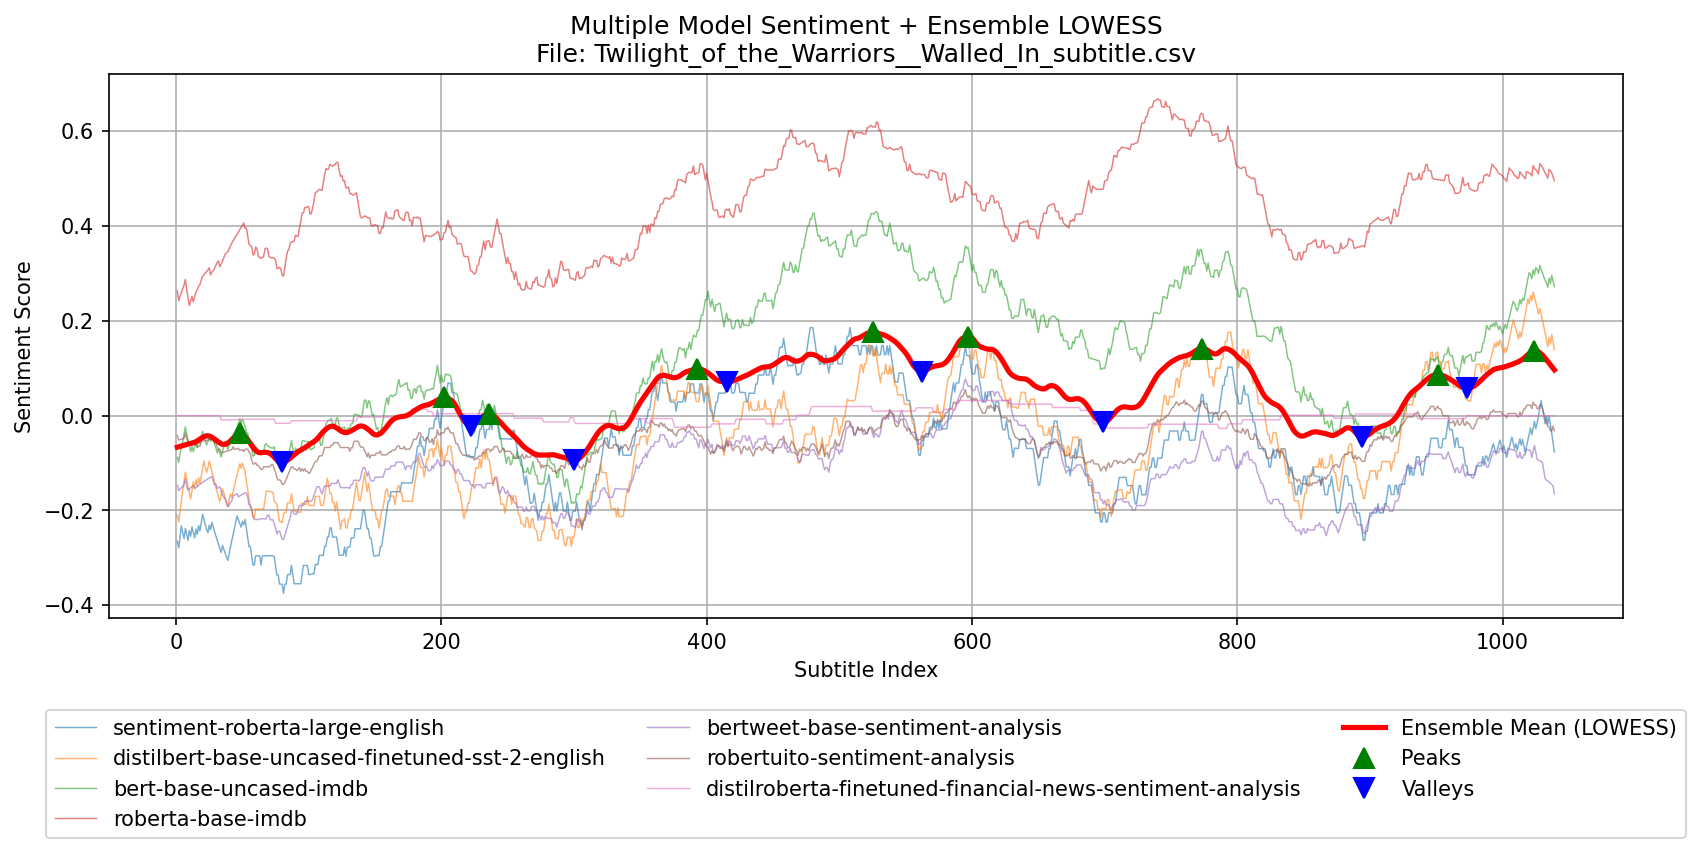 Multiple Model Sentiment + Ensemble LOWESS
File: Twilight_of_the_Warriors__Walled_In_subtitle.csv
Sentiment Score
0.6
0.4
0.2
0.0
−0.2
−0.4
0
200
400
600
800
1000
Subtitle Index
sentiment-roberta-large-english
distilbert-base-uncased-finetuned-sst-2-english
bert-base-uncased-imdb
roberta-base-imdb
bertweet-base-sentiment-analysis
robertuito-sentiment-analysis
distilroberta-finetuned-financial-news-sentiment-analysis
Ensemble Mean (LOWESS)
Peaks
Valleys